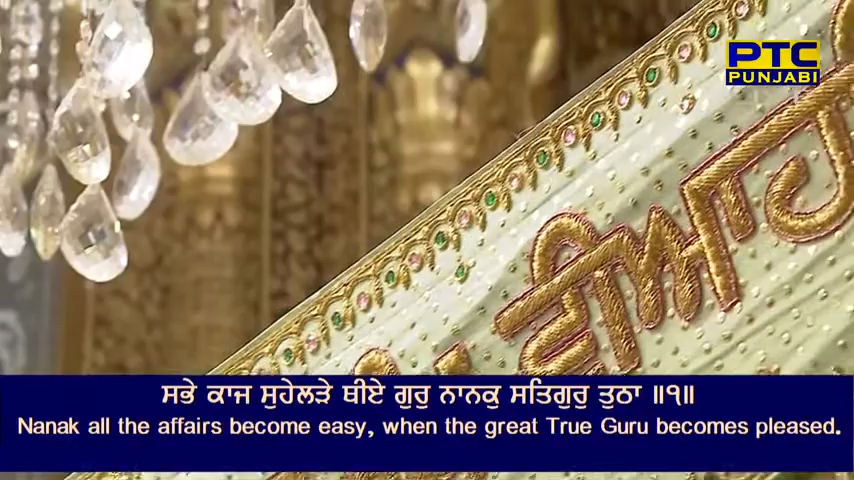 PTC
PUNJABI
ਸਭੇ ਕਾਜ ਸੁਹੇਲੜੇ ਥੀਏ ਗੁਰੁ ਨਾਨਕੁ ਸਤਿਗੁਰੁ ਤੁਠਾ ॥੧॥
Nanak all the affairs become easy, when the great True Guru becomes pleased.